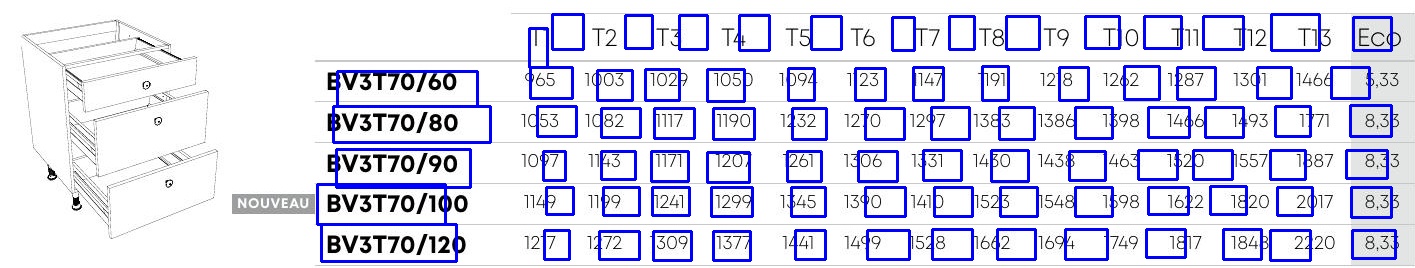 T1 T2 T3 T4 T5 T6 T7 T8 T9 T10 T11 T12 T13 Eco
BV3T70/60 965 1003 1029 1050 1094 1123 1147 1191 1218 1262 1287 1301 1466 5,33
BV3T70/80 1053 1082 1117 1190 1232 1270 1297 1383 1386 1398 1466 1493 1771 8,33
BV3T70/90 1097 1143 1171 1207 1261 1306 1331 1430 1438 1463 1520 1557 1887 8,33
NOUVEAU BV3T70/100 1149 1199 1241 1299 1345 1390 1410 1523 1548 1598 1622 1820 2017 8,33
BV3T70/120 1217 1272 1309 1377 1441 1499 1528 1662 1694 1749 1817 1848 2220 8,33